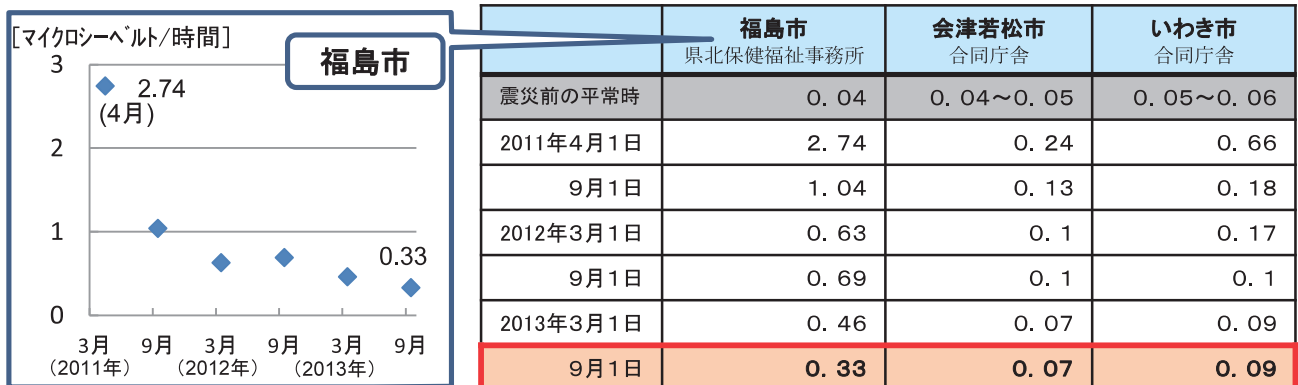 [マイクロシーベルト/時間]
福島市
3
2.74
(4月)
2
1
0.33
0
3月 9月 3月 9月 3月 9月
(2011年) (2012年) (2013年)
福島市 会津若松市 いわき市
県北保健福祉事務所 合同庁舎 合同庁舎
震災前の平常時 0.04 0.04~0.05 0.05~0.06
2011年4月1日 2.74 0.24 0.66
9月1日 1.04 0.13 0.18
2012年3月1日 0.63 0.1 0.17
9月1日 0.69 0.1 0.1
2013年3月1日 0.46 0.07 0.09
9月1日 0.33 0.07 0.09